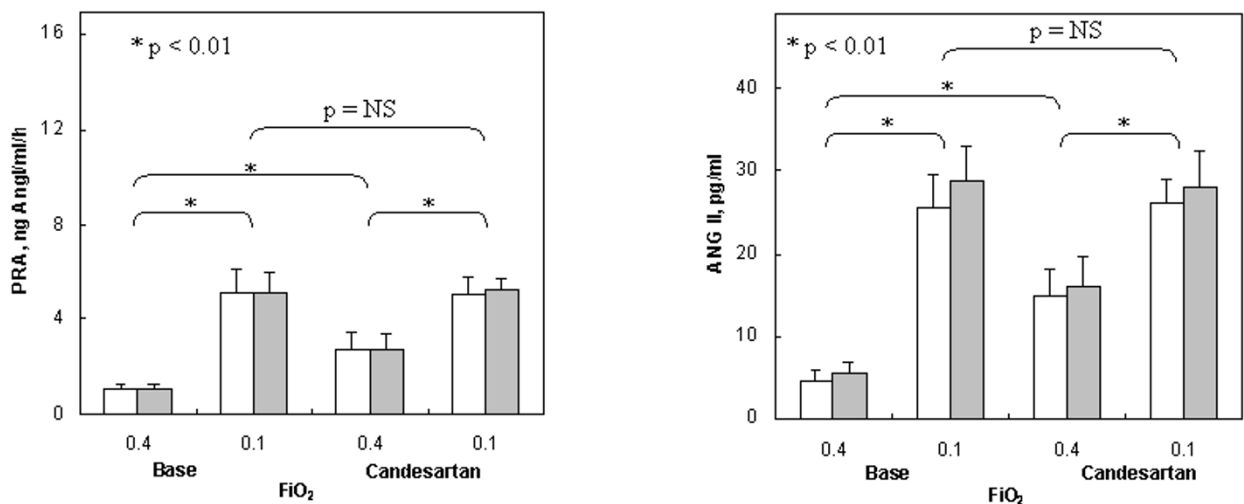 16
* p < 0.01
12
p = NS
*
8
* *
4
0
PRA, ng AngI/ml/h
0.4 0.1 0.4 0.1
Base Candesartan
FiO2
* p < 0.01
p = NS
40
*
* *
30
20
10
0
ANG II, pg/ml
0.4 0.1 0.4 0.1
Base Candesartan
FiO2